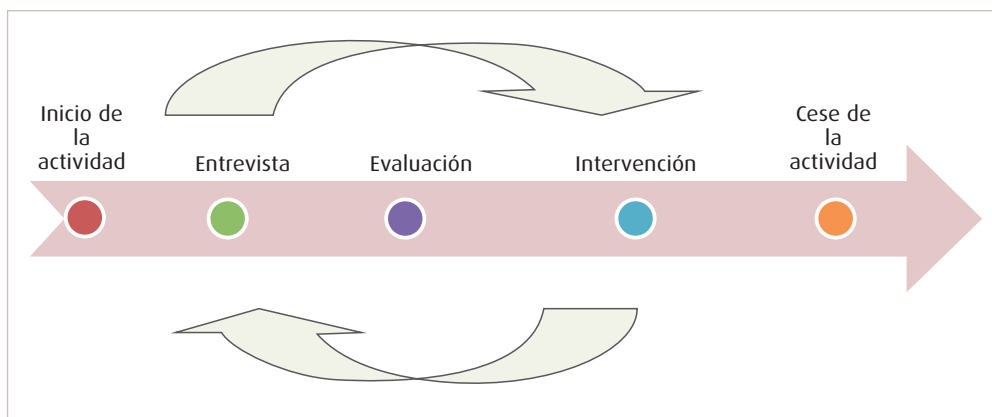 Inicio de
la
actividad
Entrevista
Evaluación
Intervención
Cese de
la
actividad